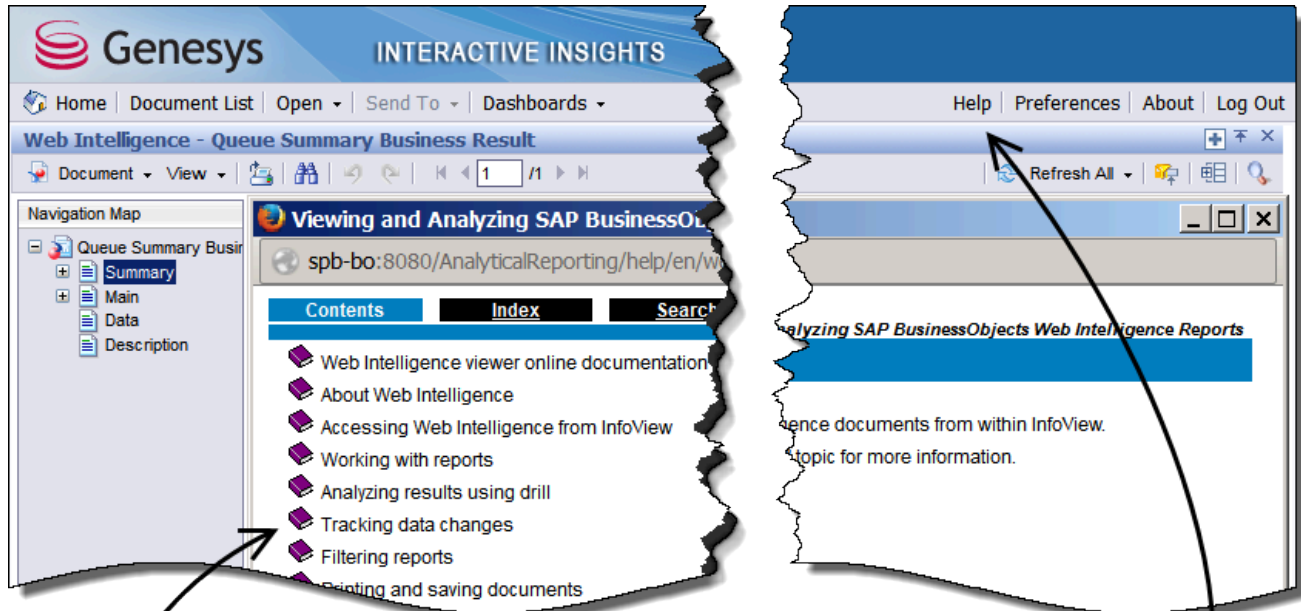 Genesys INTERACTIVE INSIGHTS
Home Document List Open Send To Dashboards Help Preferences About Log Out
Web Intelligence - Queue Summary Business Result
Document View 1 /1 Refresh All
Navigation Map
Queue Summary Busin
Summary
Main
Data
Description
Viewing and Analyzing SAP BusinessOb
spb-bo:8080/AnalyticalReporting/help/en/w
Contents Index Search
alyzing SAP BusinessObjects Web Intelligence Reports
Web Intelligence viewer online documentation
About Web Intelligence
Accessing Web Intelligence from InfoView
Working with reports
Analyzing results using drill
Tracking data changes
Filtering reports
Printing and saving documents
ence documents from within InfoView.
topic for more information.